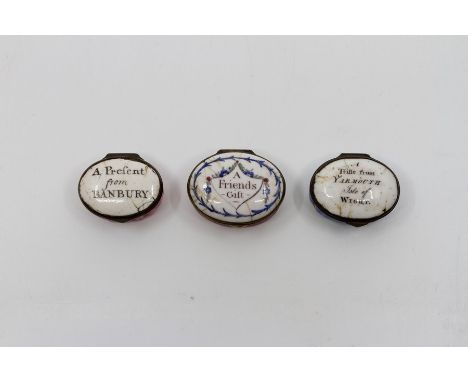 A Preſent
from
BANBURY
A
Friends
Gift
A
Trifle from
YARMOUTH
Isle of
WIGHT.